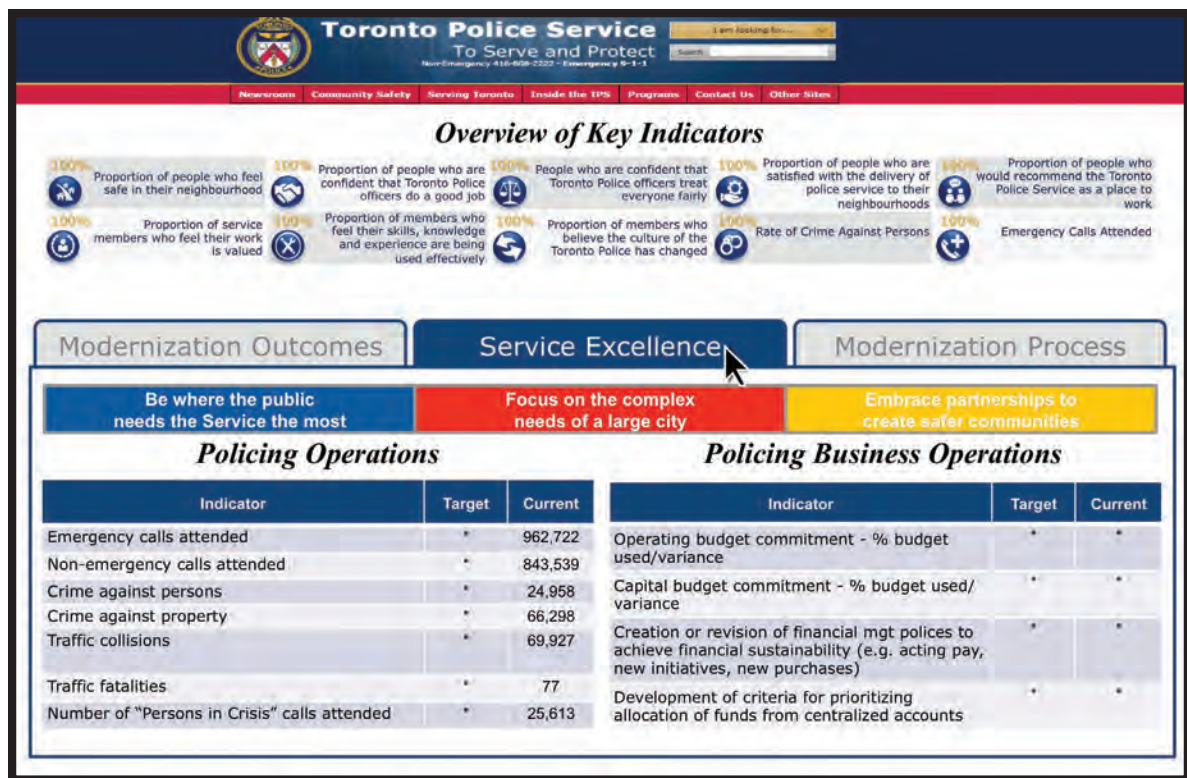 Toronto Police Service
To Serve and Protect
Non-Emergency 416-808-2222 - Emergency 9-1-1
I am looking for...
Search
Newsroom Community Safety Serving Toronto Inside the TPS Programs Contact Us Other Sites
Overview of Key Indicators
100%
Proportion of people who feel
safe in their neighbourhood
100%
Proportion of people who are
confident that Toronto Police
officers do a good job
100%
People who are confident that
Toronto Police officers treat
everyone fairly
100%
Proportion of people who are
satisfied with the delivery of
police service to their
neighbourhoods
100%
Proportion of people who
would recommend the Toronto
Police Service as a place to
work
100%
Proportion of service
members who feel their work
is valued
100%
Proportion of members who
feel their skills, knowledge
and experience are being
used effectively
100%
Proportion of members who
believe the culture of the
Toronto Police has changed
100%
Rate of Crime Against Persons
100%
Emergency Calls Attended
Modernization Outcomes Service Excellence Modernization Process
Be where the public
needs the Service the most
Focus on the complex
needs of a large city
Embrace partnerships to
create safer communities
Policing Operations
Indicator Target Current
Emergency calls attended * 962,722
Non-emergency calls attended * 843,539
Crime against persons * 24,958
Crime against property * 66,298
Traffic collisions * 69,927
Traffic fatalities * 77
Number of “Persons in Crisis” calls attended * 25,613
Policing Business Operations
Indicator Target Current
Operating budget commitment - % budget * *
used/variance
Capital budget commitment - % budget used/ * *
variance
Creation or revision of financial mgt polices to * *
achieve financial sustainability (e.g. acting pay,
new initiatives, new purchases)
Development of criteria for prioritizing * *
allocation of funds from centralized accounts